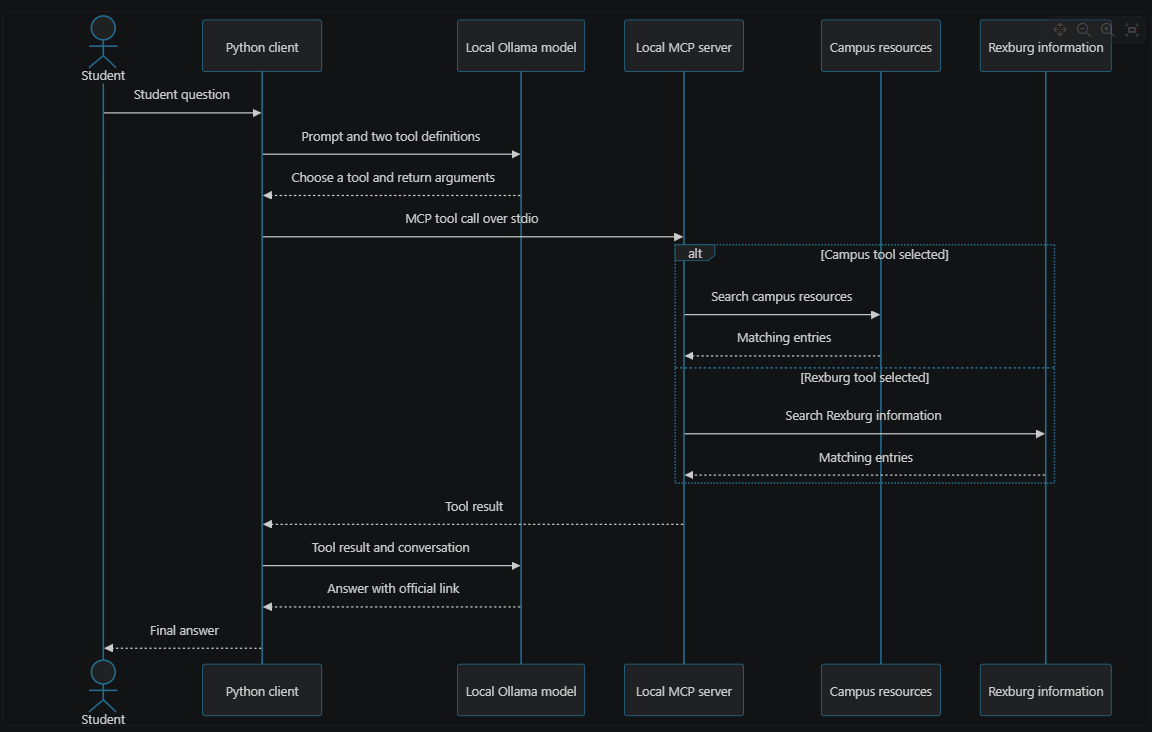 Student
Python client
Local Ollama model
Local MCP server
Campus resources
Rexburg information
Student question
Prompt and two tool definitions
Choose a tool and return arguments
MCP tool call over stdio
alt
[Campus tool selected]
Search campus resources
Matching entries
[Rexburg tool selected]
Search Rexburg information
Matching entries
Tool result
Tool result and conversation
Answer with official link
Final answer
Student
Python client
Local Ollama model
Local MCP server
Campus resources
Rexburg information